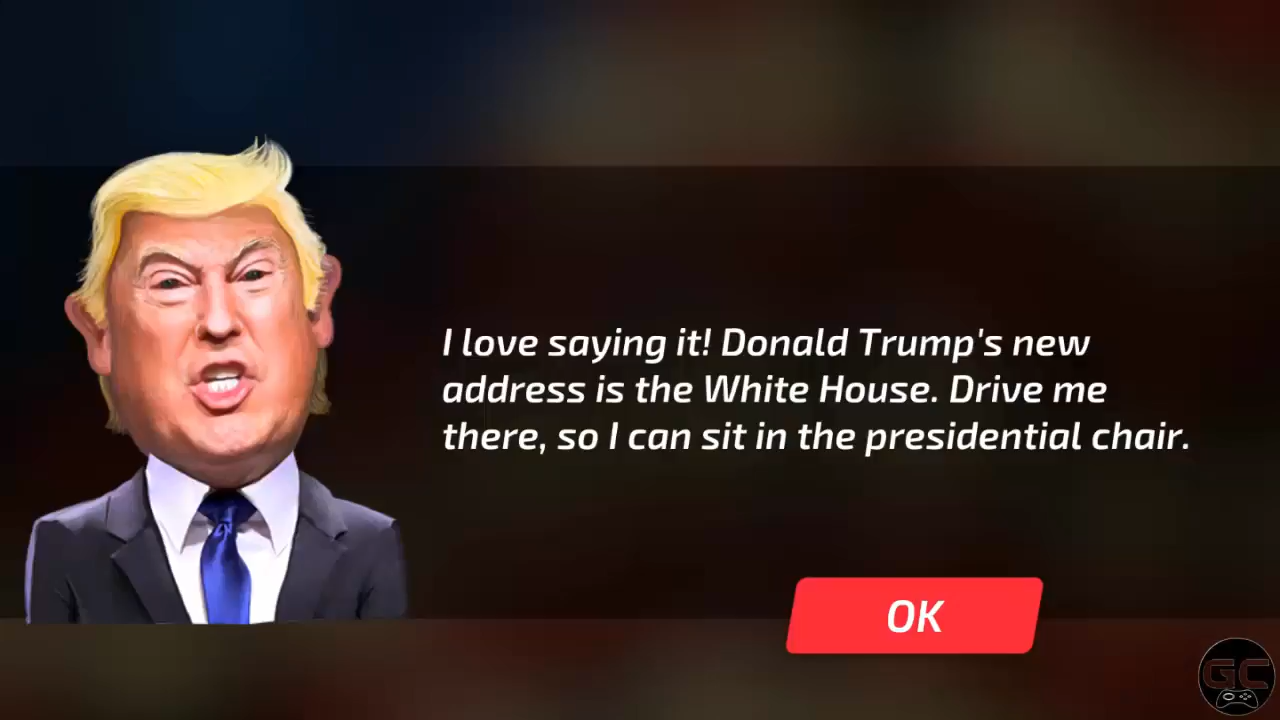 I love saying it! Donald Trump's new
address is the White House. Drive me
there, so I can sit in the presidential chair.
OK
GC